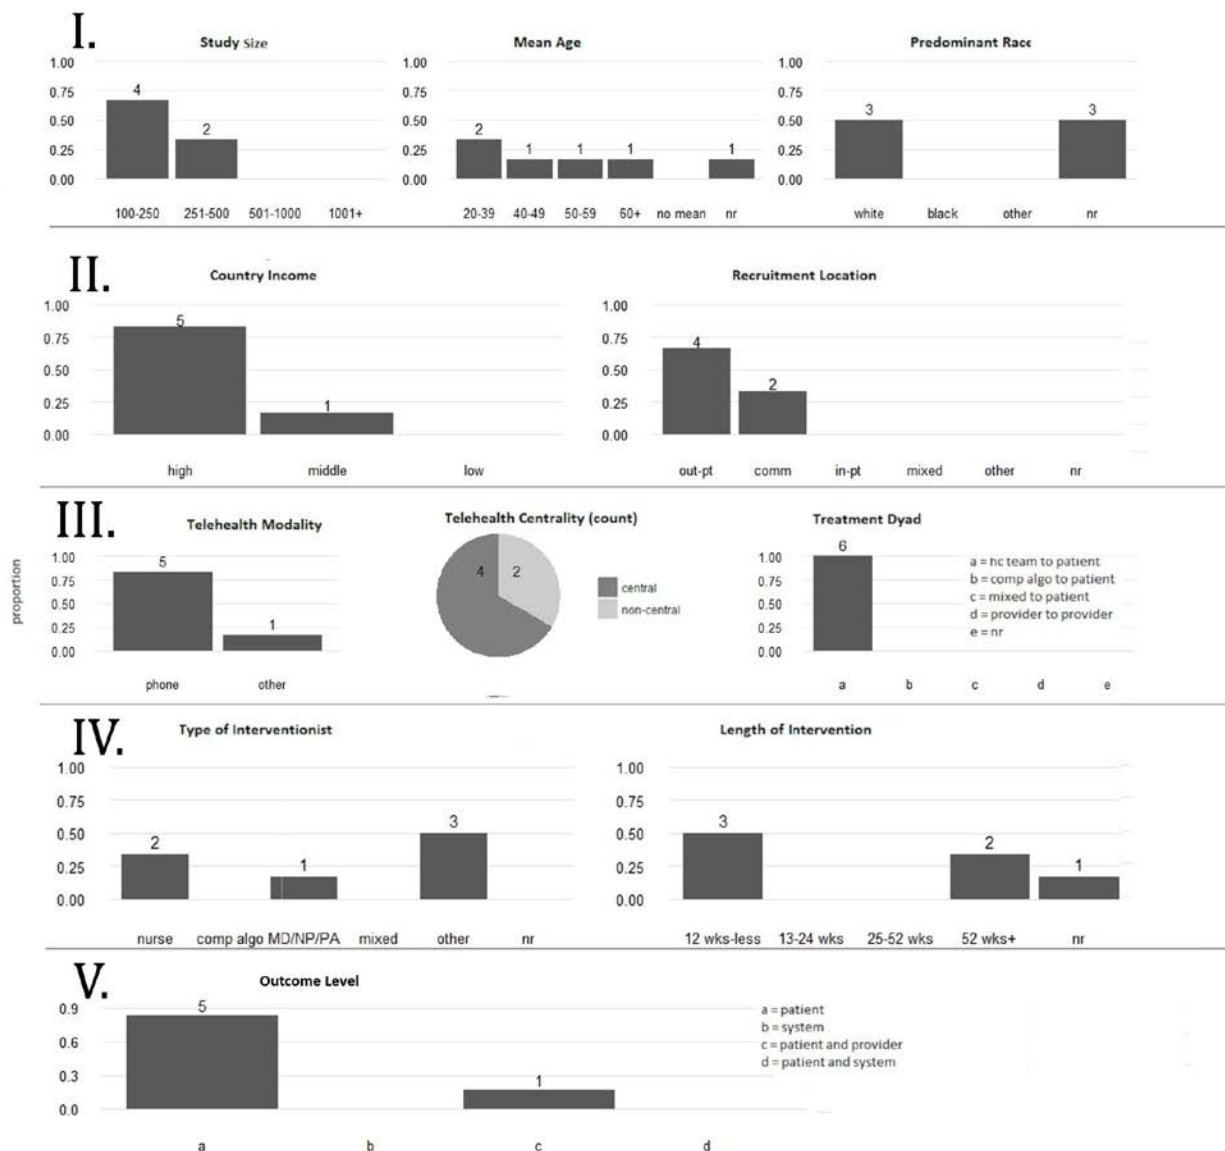 I.
Study Size
Mean Age
Predominant Race
1.00
0.75
0.50
0.25
0.00
4
2
100-250 251-500 501-1000 1001+
1.00
0.75
0.50
0.25
0.00
2
1
1
1
1
20-39 40-49 50-59 60+ no mean nr
1.00
0.75
0.50
0.25
0.00
3
3
white black other nr
II.
Country Income
Recruitment Location
1.00
0.75
0.50
0.25
0.00
5
1
high middle low
1.00
0.75
0.50
0.25
0.00
4
2
out-pt comm in-pt mixed other nr
proportion
III.
Telehealth Modality
Telehealth Centrality (count)
Treatment Dyad
1.00
0.75
0.50
0.25
0.00
5
1
phone other
4 2
central
non-central
1.00
0.75
0.50
0.25
0.00
6
a b c d e
a = hc team to patient
b = comp algo to patient
c = mixed to patient
d = provider to provider
e = nr
IV.
Type of Interventionist
Length of Intervention
1.00
0.75
0.50
0.25
0.00
2
1
3
nurse comp algo MD/NP/PA mixed other nr
1.00
0.75
0.50
0.25
0.00
3
2
1
12 wks-less 13-24 wks 25-52 wks 52 wks+ nr
V.
Outcome Level
0.9
0.6
0.3
0.0
5
1
a b c d
a = patient
b = system
c = patient and provider
d = patient and system